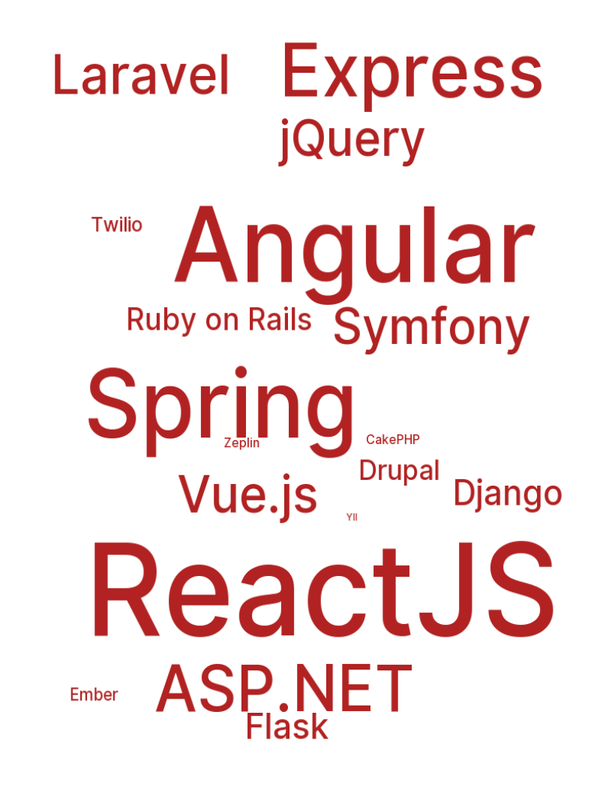 Laravel
Express
jQuery
Twilio
Angular
Ruby on Rails
Symfony
Spring
Zeplin
CakePHP
Drupal
Vue.js
Django
YII
ReactJS
Ember
ASP.NET
Flask